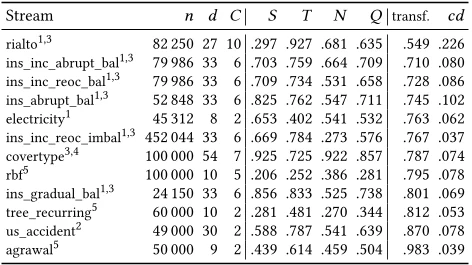 Stream n d C S T N Q transf. cd
rialto1,3 82 250 27 10 .297 .927 .681 .635 .549 .226
ins_inc_abrupt_bal1,3 79 986 33 6 .703 .759 .664 .709 .710 .080
ins_inc_reoc_bal1,3 79 986 33 6 .709 .734 .531 .658 .728 .086
ins_abrupt_bal1,3 52 848 33 6 .825 .762 .547 .711 .745 .102
electricity1 45 312 8 2 .653 .402 .541 .532 .763 .062
ins_inc_reoc_imbal1,3 452 044 33 6 .669 .784 .273 .576 .767 .037
covertype3,4 100 000 54 7 .925 .725 .922 .857 .787 .074
rbf5 100 000 10 5 .206 .252 .386 .281 .795 .078
ins_gradual_bal1,3 24 150 33 6 .856 .833 .525 .738 .801 .069
tree_recurring5 60 000 10 2 .281 .481 .270 .344 .812 .053
us_accident2 49 000 30 2 .588 .787 .541 .639 .870 .078
agrawal5 50 000 9 2 .439 .614 .459 .504 .983 .039